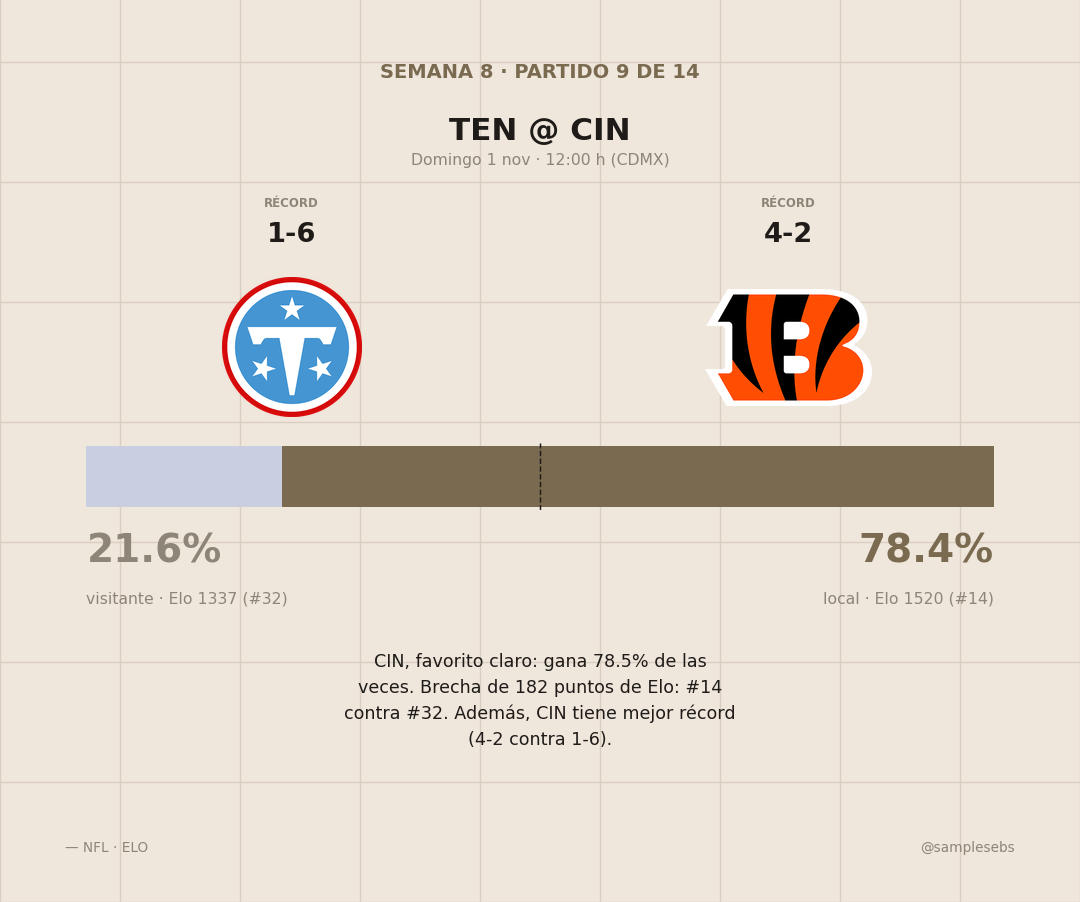 SEMANA 8 · PARTIDO 9 DE 14
TEN @ CIN
Domingo 1 nov · 12:00 h (CDMX)
RÉCORD
1-6
RÉCORD
4-2
21.6%
78.4%
visitante · Elo 1337 (#32)
local · Elo 1520 (#14)
CIN, favorito claro: gana 78.5% de las
veces. Brecha de 182 puntos de Elo: #14
contra #32. Además, CIN tiene mejor récord
(4-2 contra 1-6).
— NFL · ELO
@samplesebs